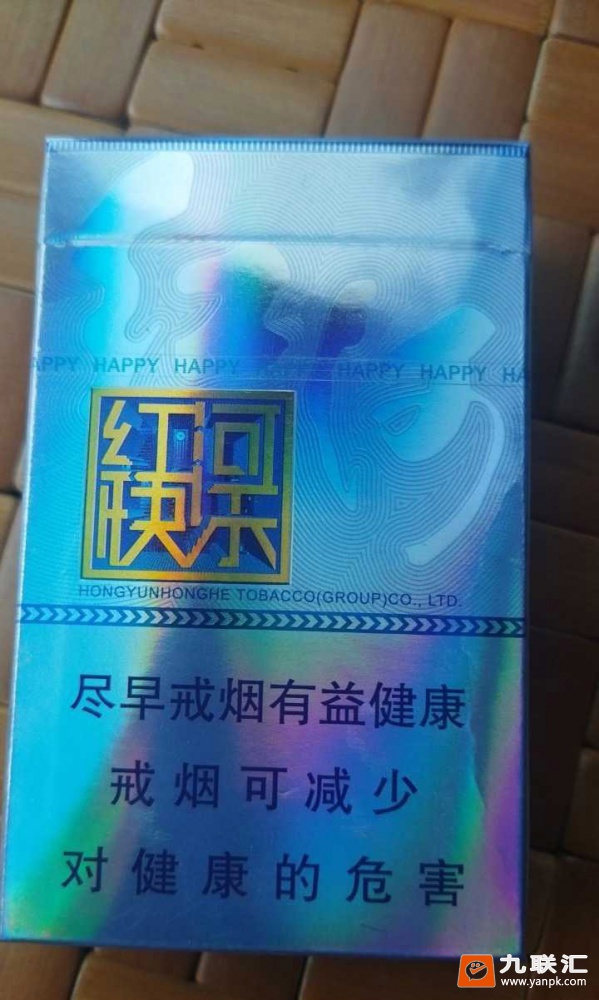 HAPPY HAPPY HAPPY HAPPY HAPPY HAPPY HA
红河
快乐
HONGYUNHONGHE TOBACCO(GROUP)CO., LTD.
尽早戒烟有益健康
戒烟可减少
对健康的危害
九联汇
www.yanpk.com